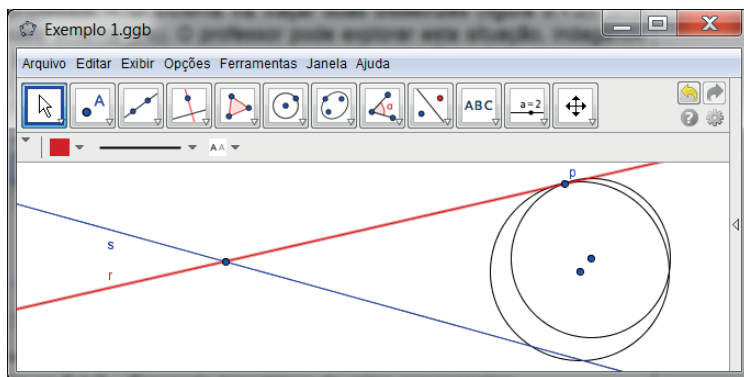 Exemplo 1.ggb
Arquivo Editar Exibir Opções Ferramentas Janela Ajuda
A
α
ABC
a=2
AA
p
s
r